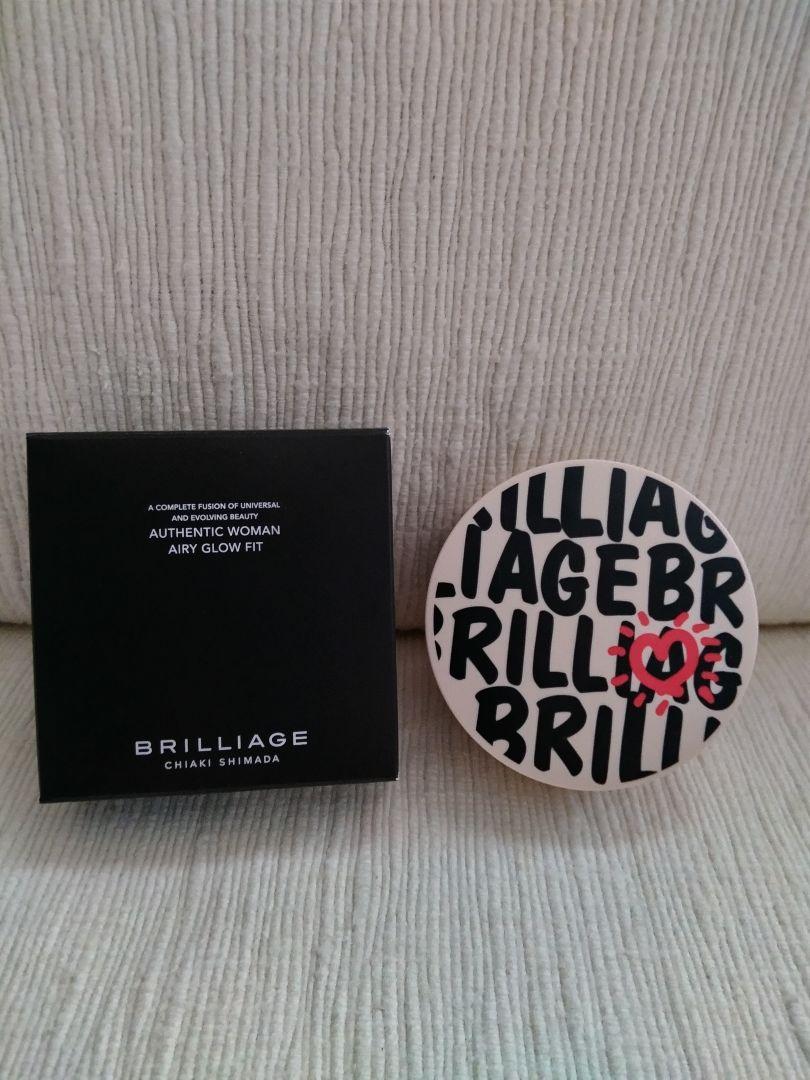 A COMPLETE FUSION OF UNIVERSAL
AND EVOLVING BEAUTY
AUTHENTIC WOMAN
AIRY GLOW FIT
BRILLIAGE
CHIAKI SHIMADA
ILLIAG
IAGEBR
BRILLIAG
BRILLI